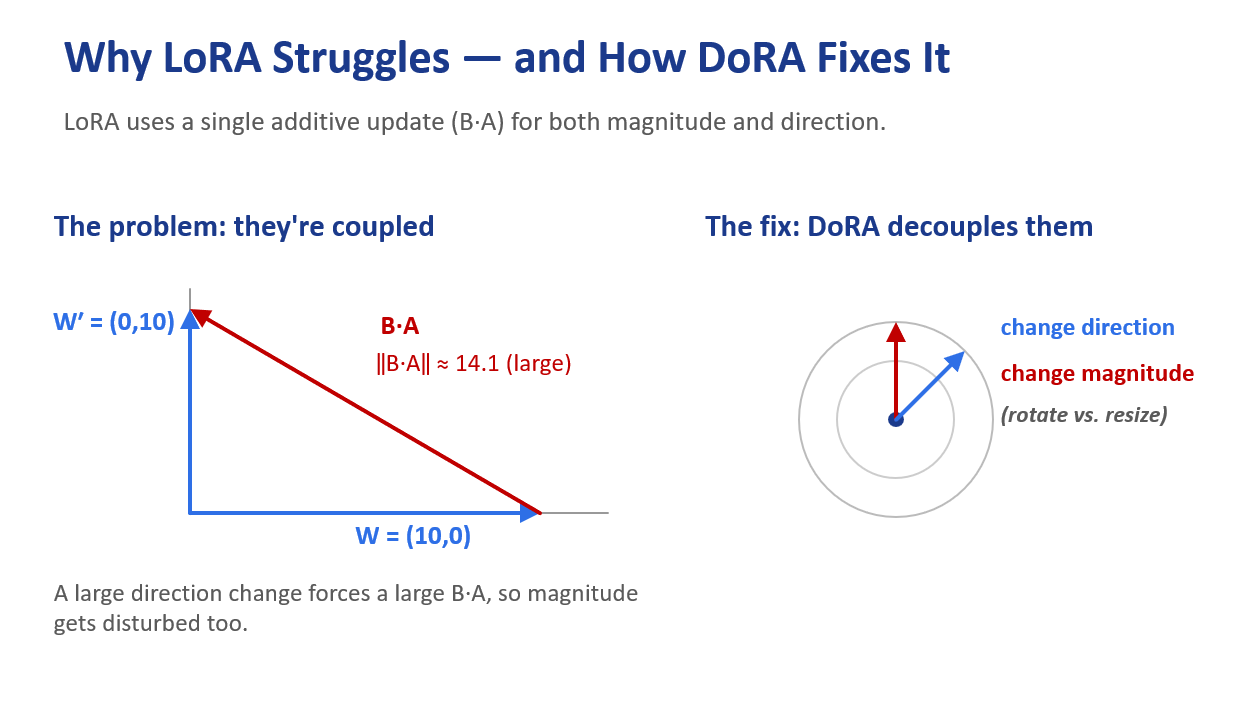 Why LoRA Struggles — and How DoRA Fixes It
LoRA uses a single additive update (B·A) for both magnitude and direction.
The problem: they're coupled
W′ = (0,10)
B·A
‖B·A‖ ≈ 14.1 (large)
W = (10,0)
A large direction change forces a large B·A, so magnitude
gets disturbed too.
The fix: DoRA decouples them
change direction
change magnitude
(rotate vs. resize)